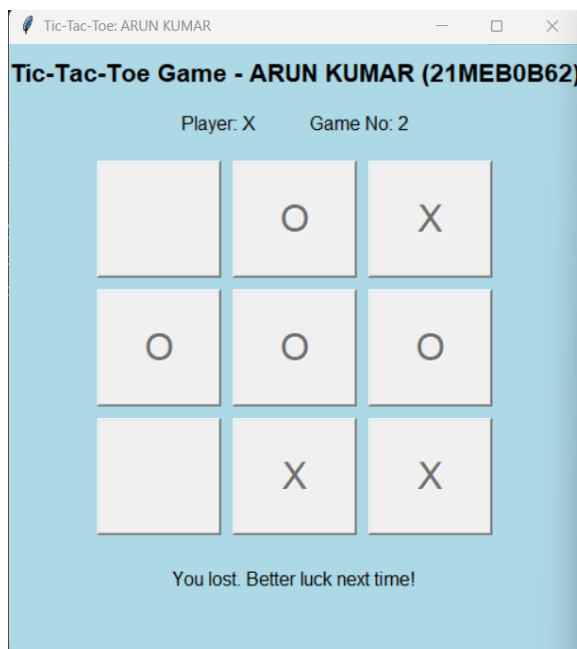 Tic-Tac-Toe: ARUN KUMAR
Tic-Tac-Toe Game - ARUN KUMAR (21MEB0B62)
Player: X Game No: 2
O X
O O O
X X
You lost. Better luck next time!